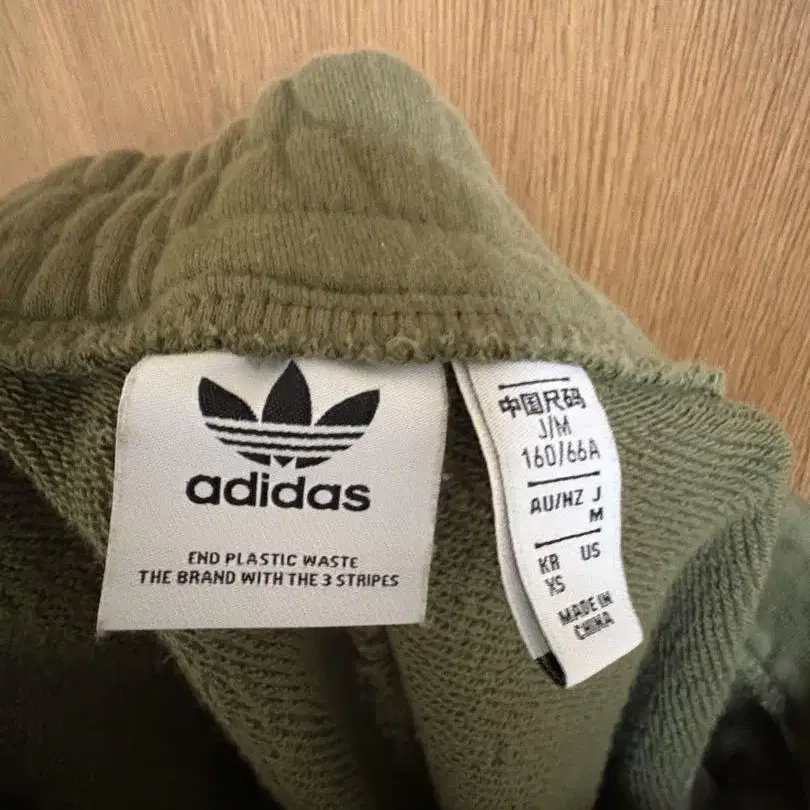 adidas
END PLASTIC WASTE
THE BRAND WITH THE 3 STRIPES
中国尺码
J/M
160/66A
AU/NZ J
M
KR US
XS
MADE IN
CHINA